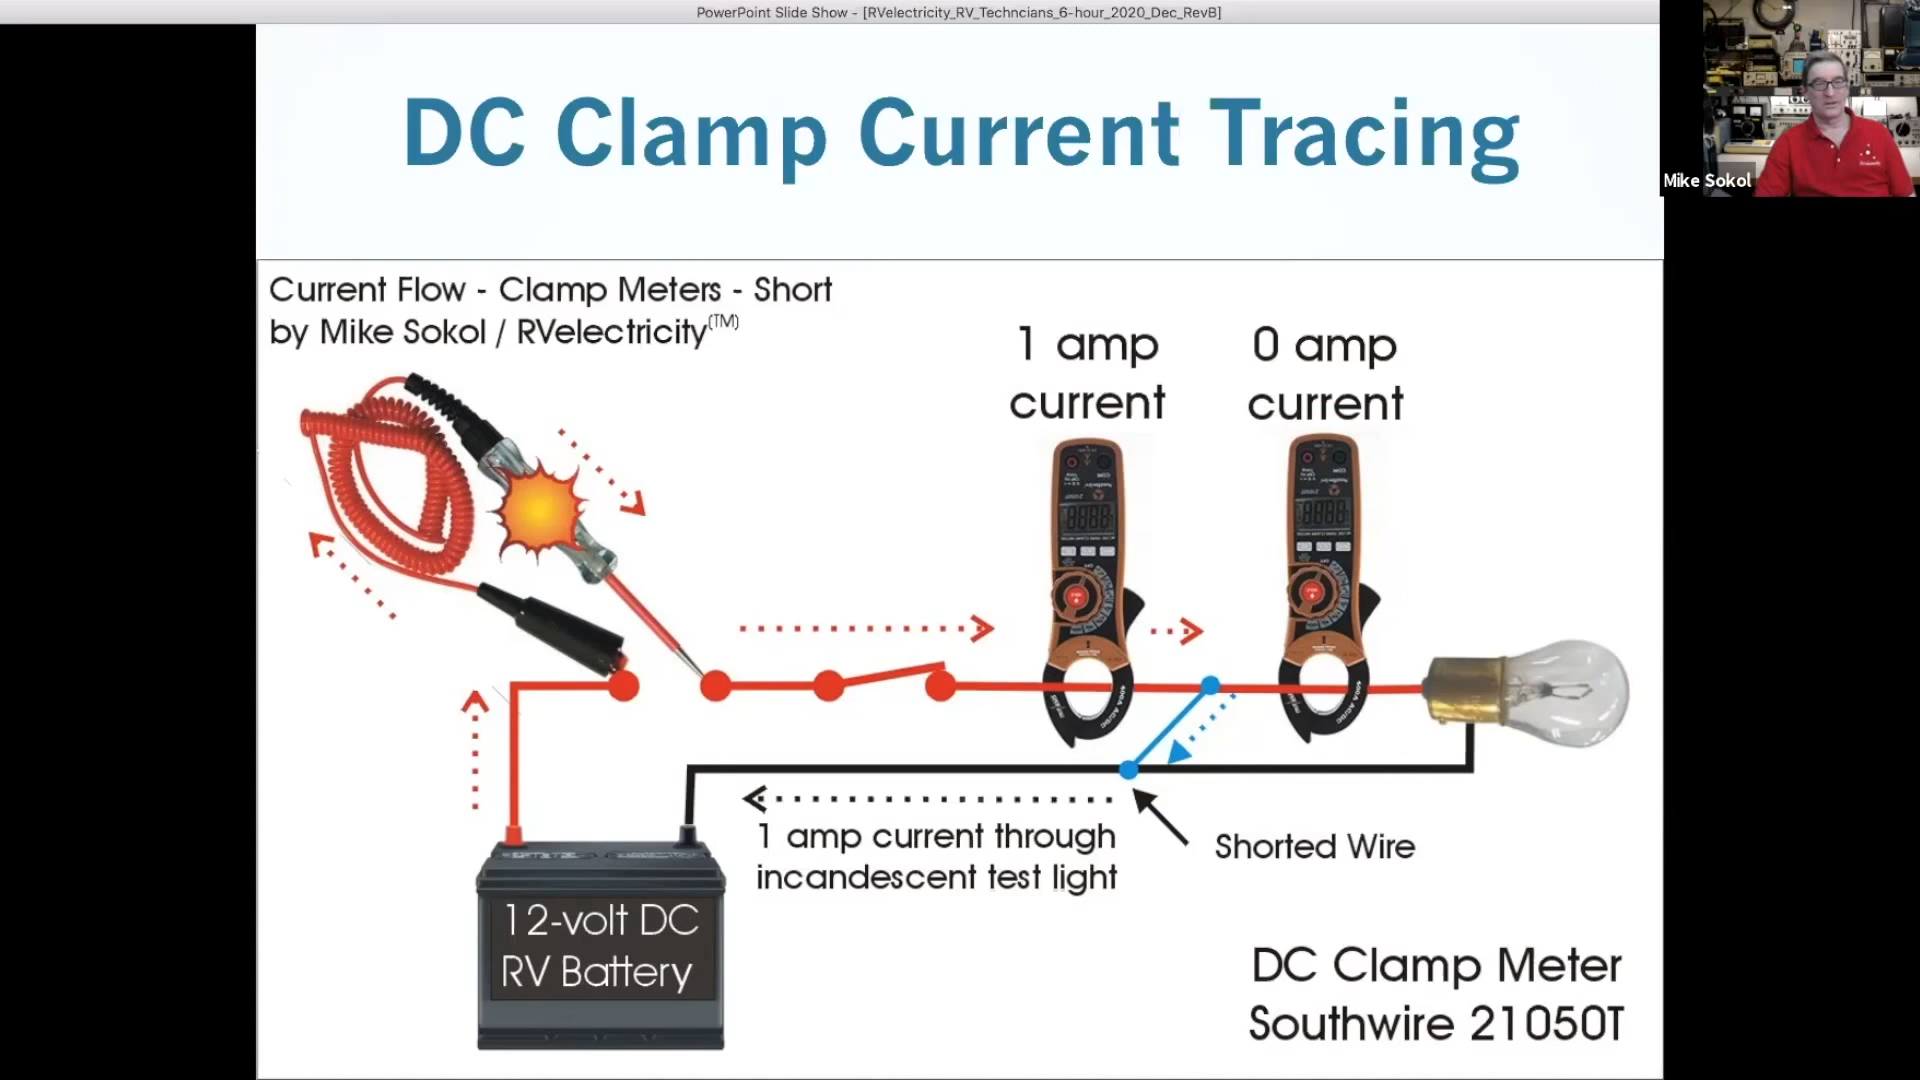 PowerPoint Slide Show - [RVelectricity_RV_Techncians_6-hour_2020_Dec_RevB]
Mike Sokol
DC Clamp Current Tracing
Current Flow - Clamp Meters - Short
by Mike Sokol / RVelectricity(TM)
1 amp
current
0 amp
current
1 amp current through
incandescent test light
Shorted Wire
12-volt DC
RV Battery
DC Clamp Meter
Southwire 21050T